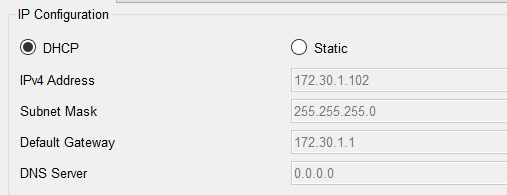 IP Configuration
DHCP Static
IPv4 Address 172.30.1.102
Subnet Mask 255.255.255.0
Default Gateway 172.30.1.1
DNS Server 0.0.0.0